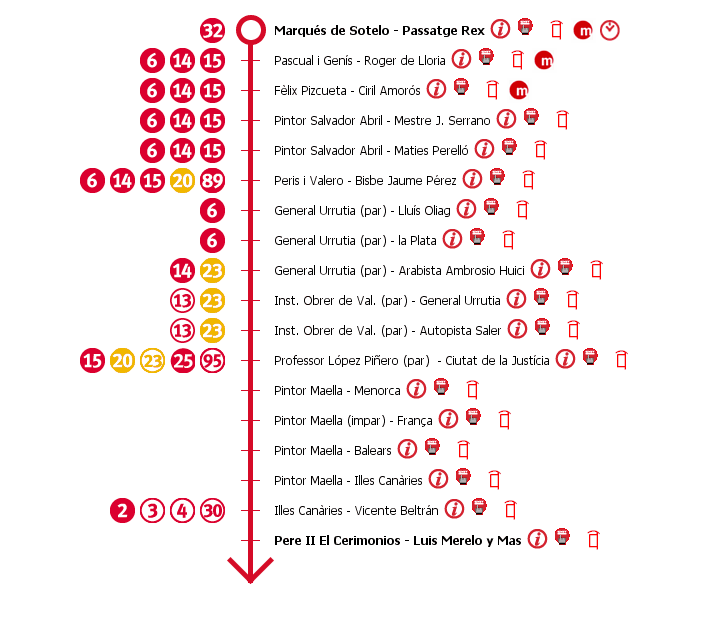 32 Marqués de Sotelo - Passatge Rex i m
6 14 15 Pascual i Genís - Roger de Lloria i m
6 14 15 Fèlix Pizcueta - Ciril Amorós i m
6 14 15 Pintor Salvador Abril - Mestre J. Serrano i
6 14 15 Pintor Salvador Abril - Maties Perelló i
6 14 15 20 89 Peris i Valero - Bisbe Jaume Pérez i
6 General Urrutia (par) - Lluís Oliag i
6 General Urrutia (par) - la Plata i
14 23 General Urrutia (par) - Arabista Ambrosio Huici i
13 23 Inst. Obrer de Val. (par) - General Urrutia i
13 23 Inst. Obrer de Val. (par) - Autopista Saler i
15 20 23 25 95 Professor López Piñero (par) - Ciutat de la Justícia i
Pintor Maella - Menorca i
Pintor Maella (impar) - França i
Pintor Maella - Balears i
Pintor Maella - Illes Canàries i
2 3 4 30 Illes Canàries - Vicente Beltrán i
Pere II El Cerimonios - Luis Merelo y Mas i